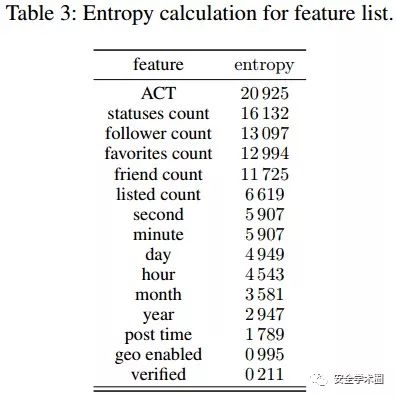 Table 3: Entropy calculation for feature list.
feature entropy
ACT 20 925
statuses count 16 132
follower count 13 097
favorites count 12 994
friend count 11 725
listed count 6 619
second 5 907
minute 5 907
day 4 949
hour 4 543
month 3 581
year 2 947
post time 1 789
geo enabled 0 995
verified 0 211
安全学术圈